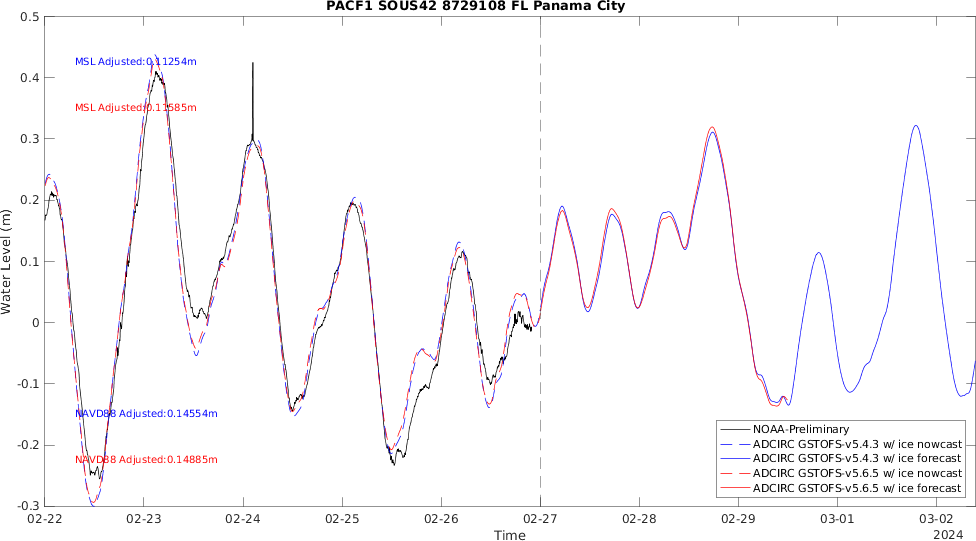 PACF1 SOUS42 8729108 FL Panama City
0.5
0.4
0.3
0.2
0.1
0
-0.1
-0.2
-0.3
Water Level (m)
MSL Adjusted:0.11254m
MSL Adjusted:0.11585m
NAVD88 Adjusted:0.14554m
NAVD88 Adjusted:0.14885m
NOAA-Preliminary
ADCIRC GSTOFS-v5.4.3 w/ ice nowcast
ADCIRC GSTOFS-v5.4.3 w/ ice forecast
ADCIRC GSTOFS-v5.6.5 w/ ice nowcast
ADCIRC GSTOFS-v5.6.5 w/ ice forecast
02-22 02-23 02-24 02-25 02-26 02-27 02-28 02-29 03-01 03-02
Time
2024